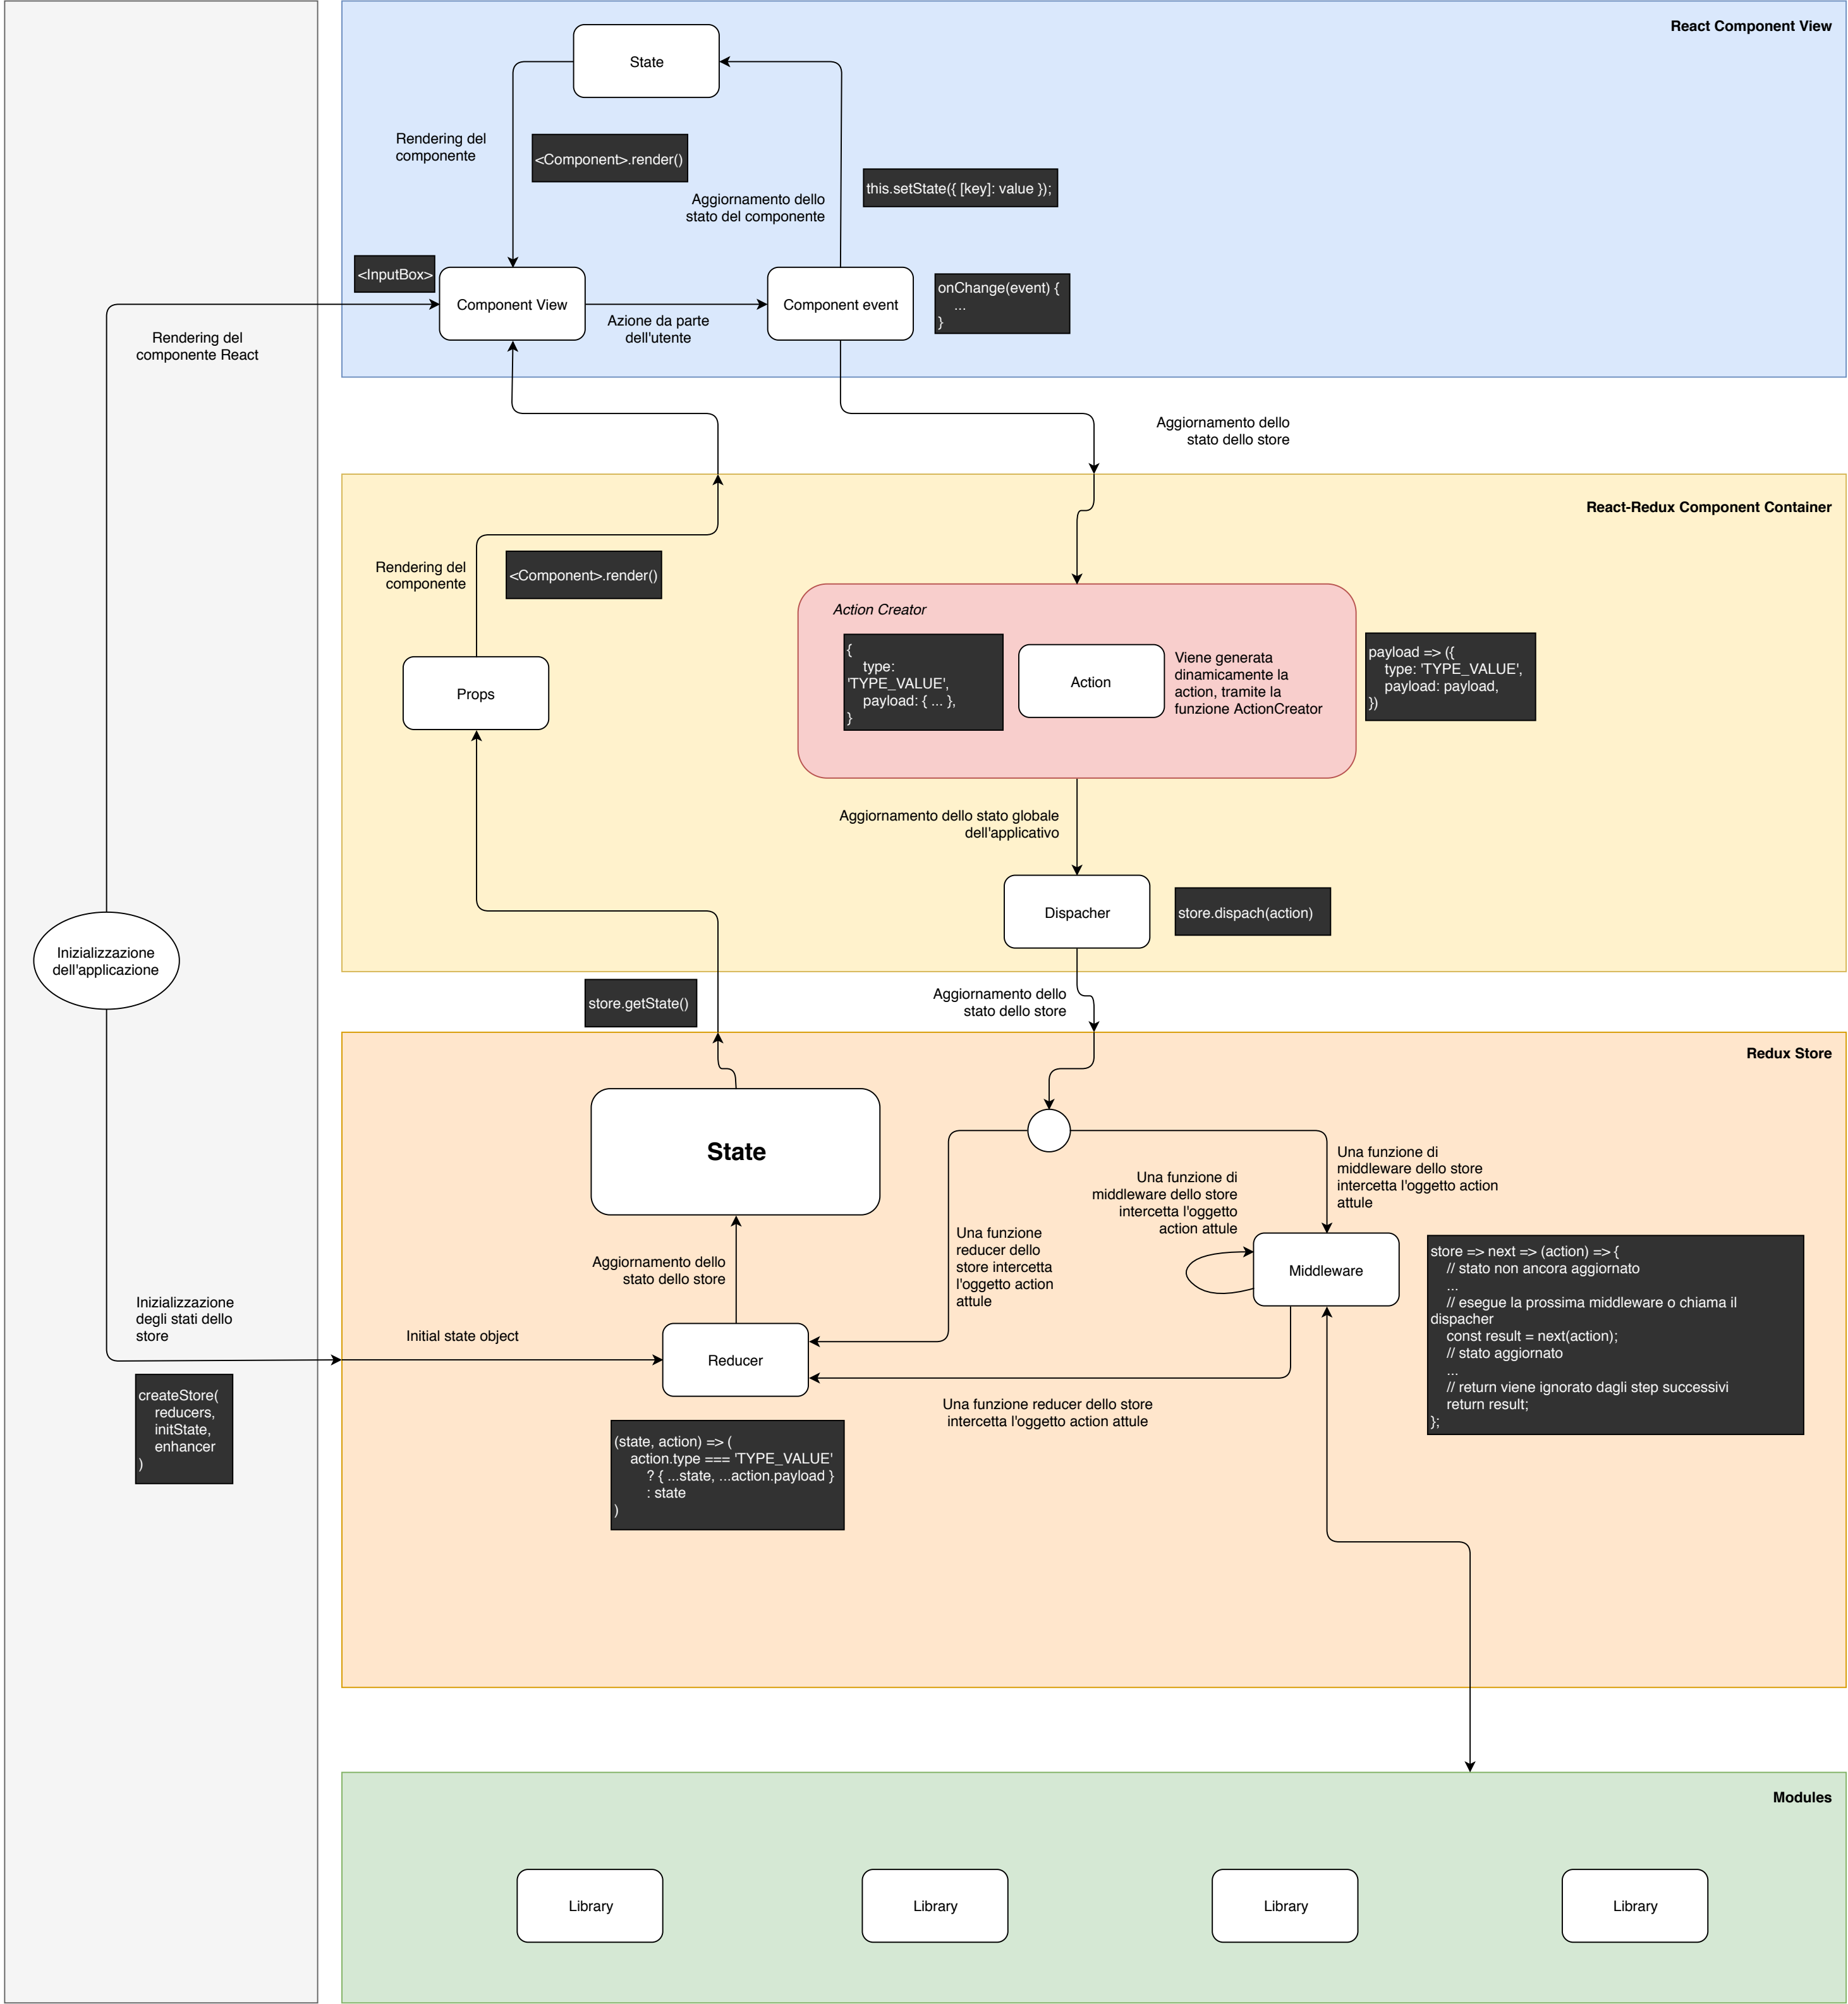 React Component View
State
Rendering del
componente
<Component>.render()
Aggiornamento dello
stato del componente
this.setState({ [key]: value });
<InputBox>
Component View
Azione da parte
dell'utente
Component event
onChange(event) {
...
}
Rendering del
componente React
Aggiornamento dello
stato dello store
React-Redux Component Container
Rendering del
componente
<Component>.render()
Props
Action Creator
{
type:
'TYPE_VALUE',
payload: { ... },
}
Action
Viene generata
dinamicamente la
action, tramite la
funzione ActionCreator
payload => ({
type: 'TYPE_VALUE',
payload: payload,
})
Aggiornamento dello stato globale
dell'applicativo
Dispacher
store.dispach(action)
Inizializzazione
dell'applicazione
store.getState()
Aggiornamento dello
stato dello store
Redux Store
State
Una funzione di
middleware dello store
intercetta l'oggetto action
attule
Una funzione di
middleware dello store
intercetta l'oggetto
action attule
Una funzione
reducer dello
store intercetta
l'oggetto action
attule
Aggiornamento dello
stato dello store
Middleware
store => next => (action) => {
// stato non ancora aggiornato
...
// esegue la prossima middleware o chiama il
dispacher
const result = next(action);
// stato aggiornato
...
// return viene ignorato dagli step successivi
return result;
};
Inizializzazione
degli stati dello
store
Initial state object
Reducer
createStore(
reducers,
initState,
enhancer
)
Una funzione reducer dello store
intercetta l'oggetto action attule
(state, action) => (
action.type === 'TYPE_VALUE'
? { ...state, ...action.payload }
: state
)
Modules
Library
Library
Library
Library